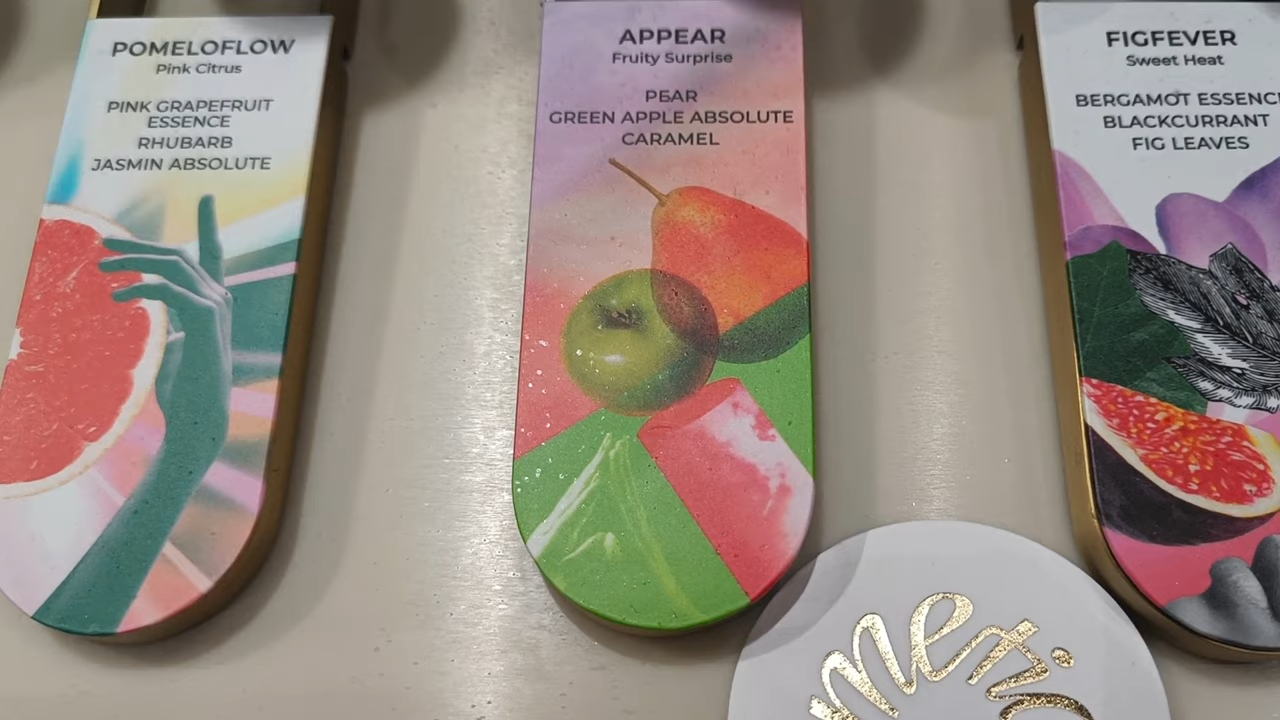 POMELOFLOW
Pink Citrus
PINK GRAPEFRUIT
ESSENCE
RHUBARB
JASMIN ABSOLUTE
APPEAR
Fruity Surprise
PEAR
GREEN APPLE ABSOLUTE
CARAMEL
FIGFEVER
Sweet Heat
BERGAMOT ESSENC
BLACKCURRANT
FIG LEAVES